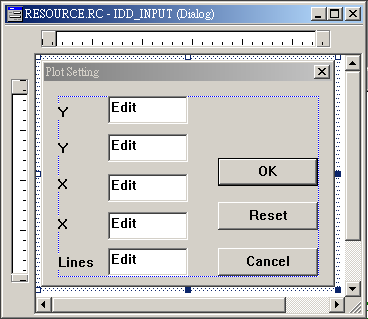 RESOURCE.RC - IDD_INPUT (Dialog)
Plot Setting
Y Edit
Y Edit
X Edit
OK
X Edit
Reset
Lines Edit
Cancel